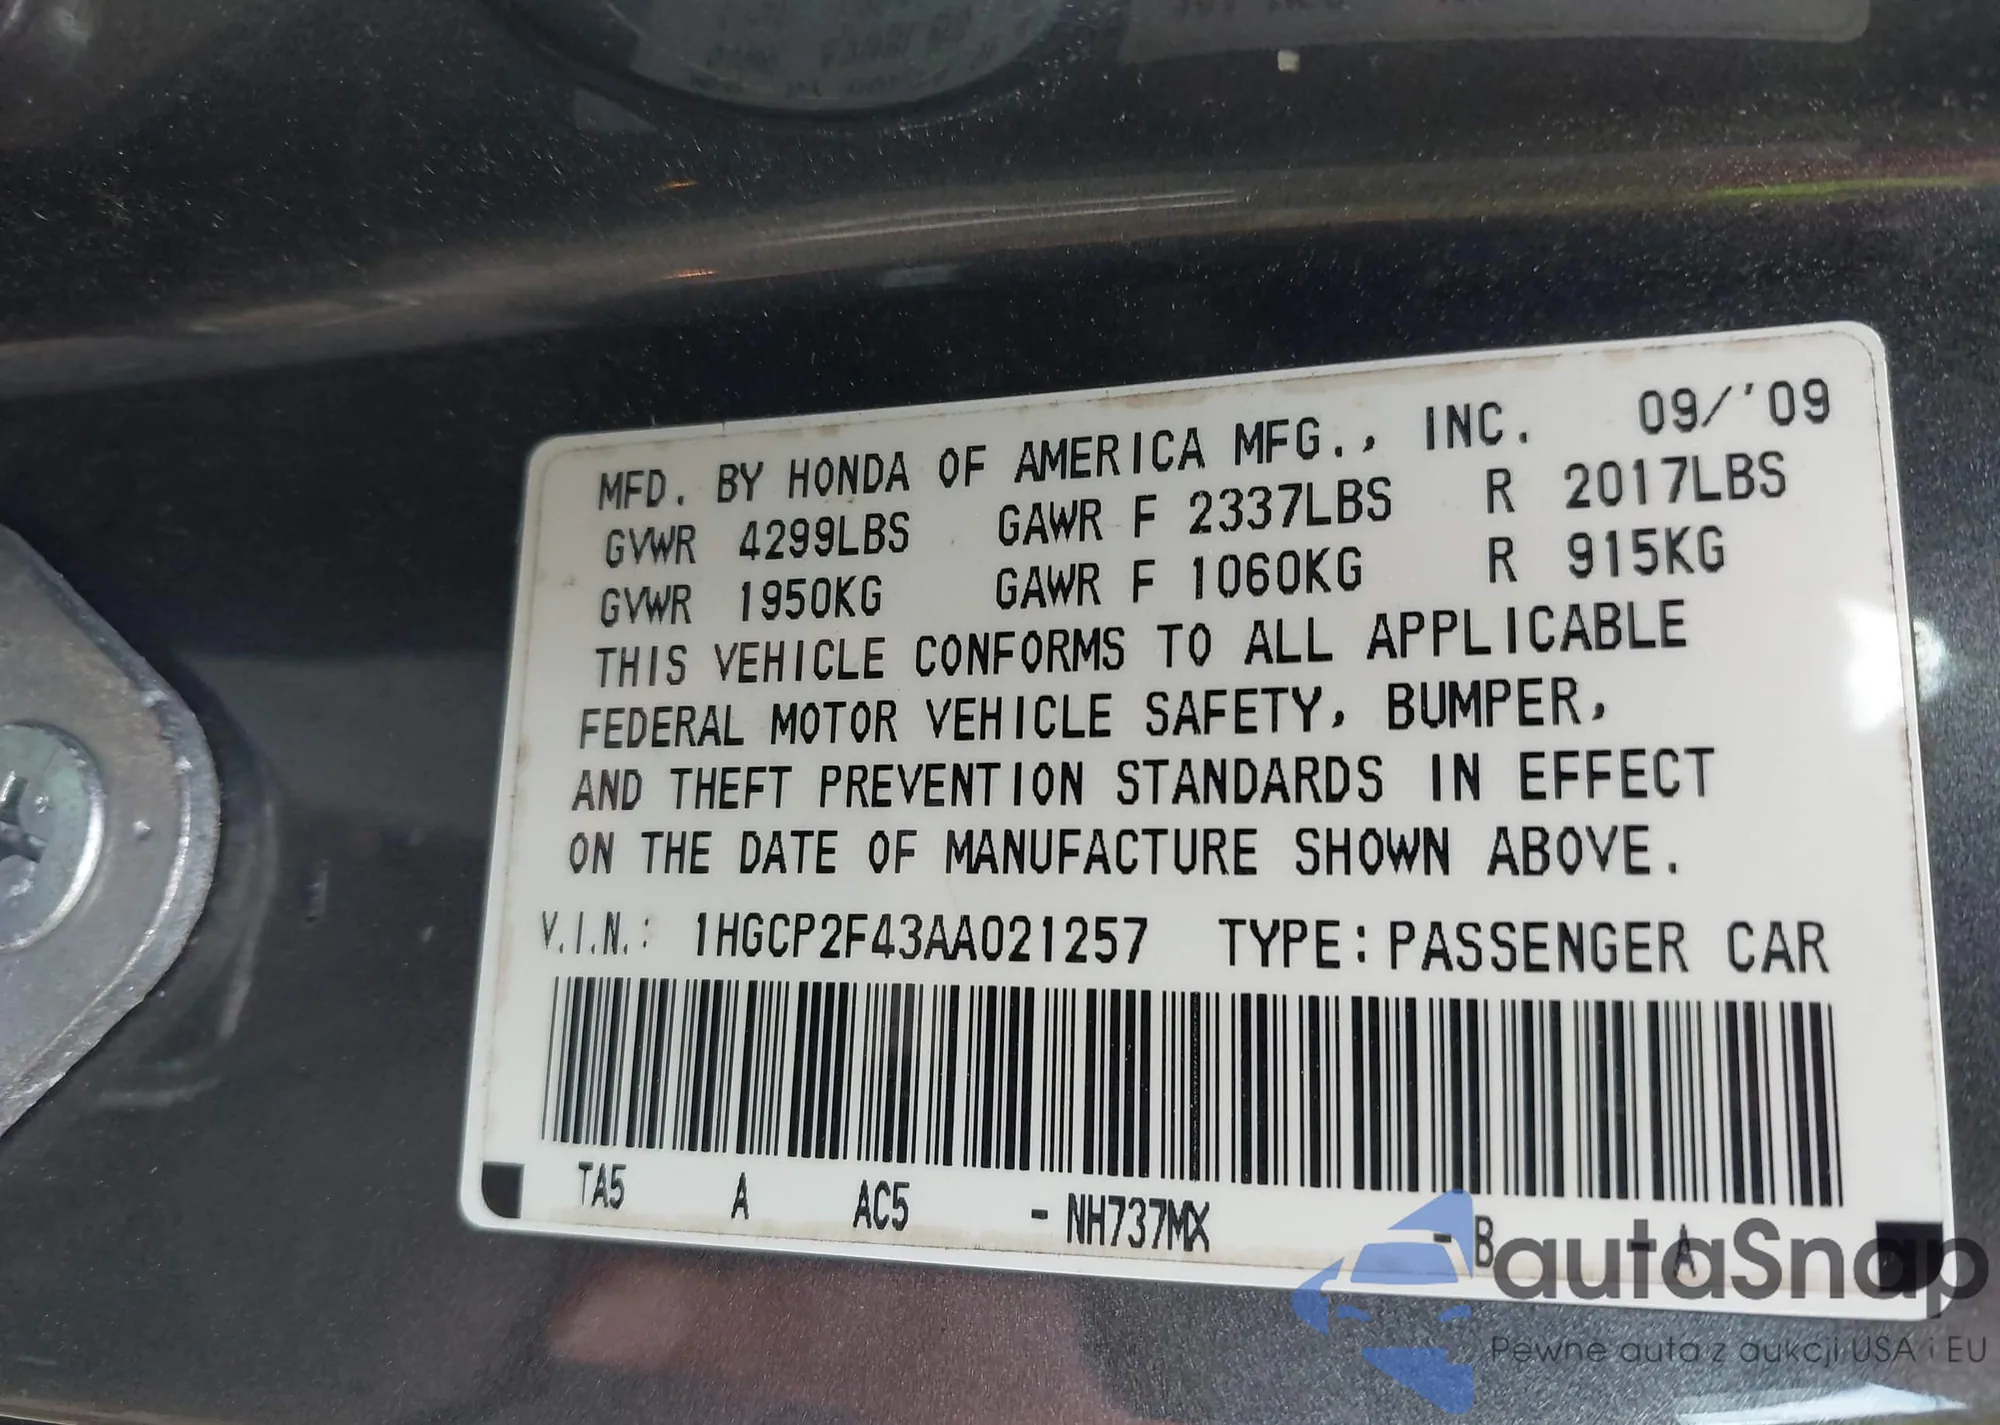 MFD. BY HONDA OF AMERICA MFG., INC. 09/'09
GVWR 4299LBS GAWR F 2337LBS R 2017LBS
GVWR 1950KG GAWR F 1060KG R 915KG
THIS VEHICLE CONFORMS TO ALL APPLICABLE
FEDERAL MOTOR VEHICLE SAFETY, BUMPER,
AND THEFT PREVENTION STANDARDS IN EFFECT
ON THE DATE OF MANUFACTURE SHOWN ABOVE.
V.I.N.: 1HGCP2F43AA021257 TYPE: PASSENGER CAR
TA5 A AC5 - NH737MX - B A
autaSnap
Pewne auta z aukcji USA i EU